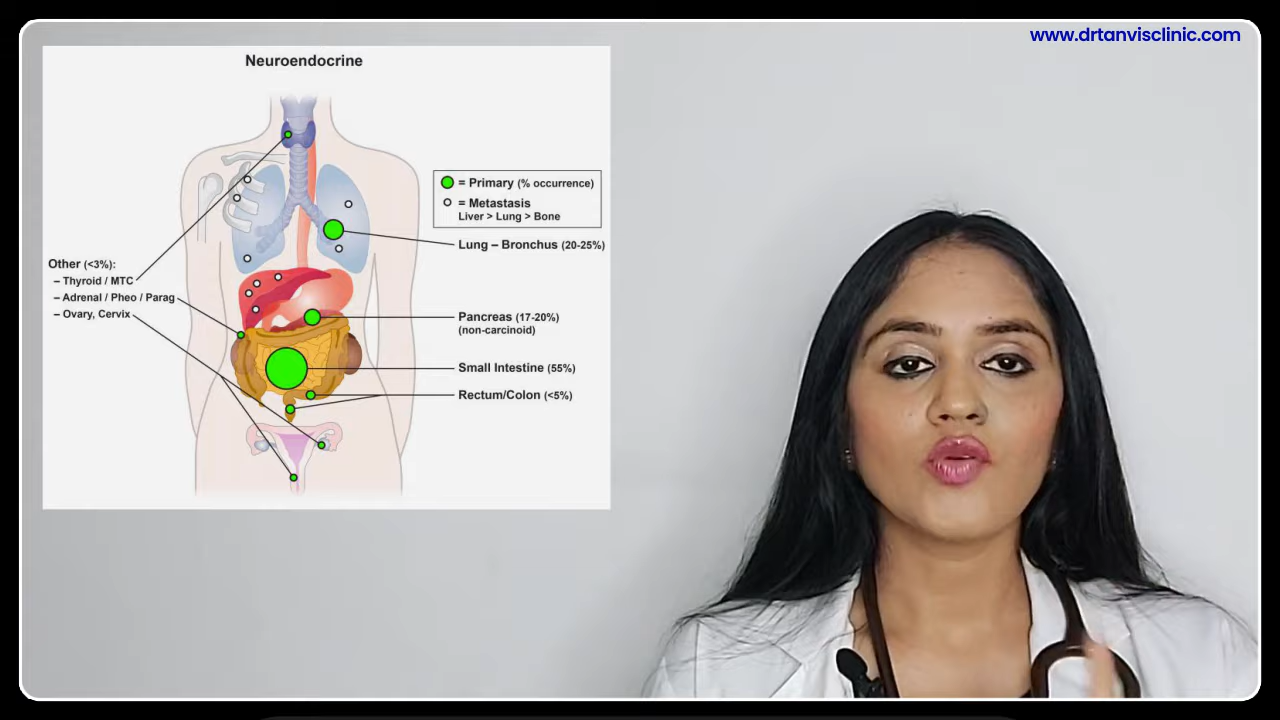 www.drtanvisclinic.com
Neuroendocrine
= Primary (% occurrence)
= Metastasis
Liver > Lung > Bone
Lung – Bronchus (20-25%)
Other (<3%):
– Thyroid / MTC
– Adrenal / Pheo / Parag
– Ovary, Cervix
Pancreas (17-20%)
(non-carcinoid)
Small Intestine (55%)
Rectum/Colon (<5%)